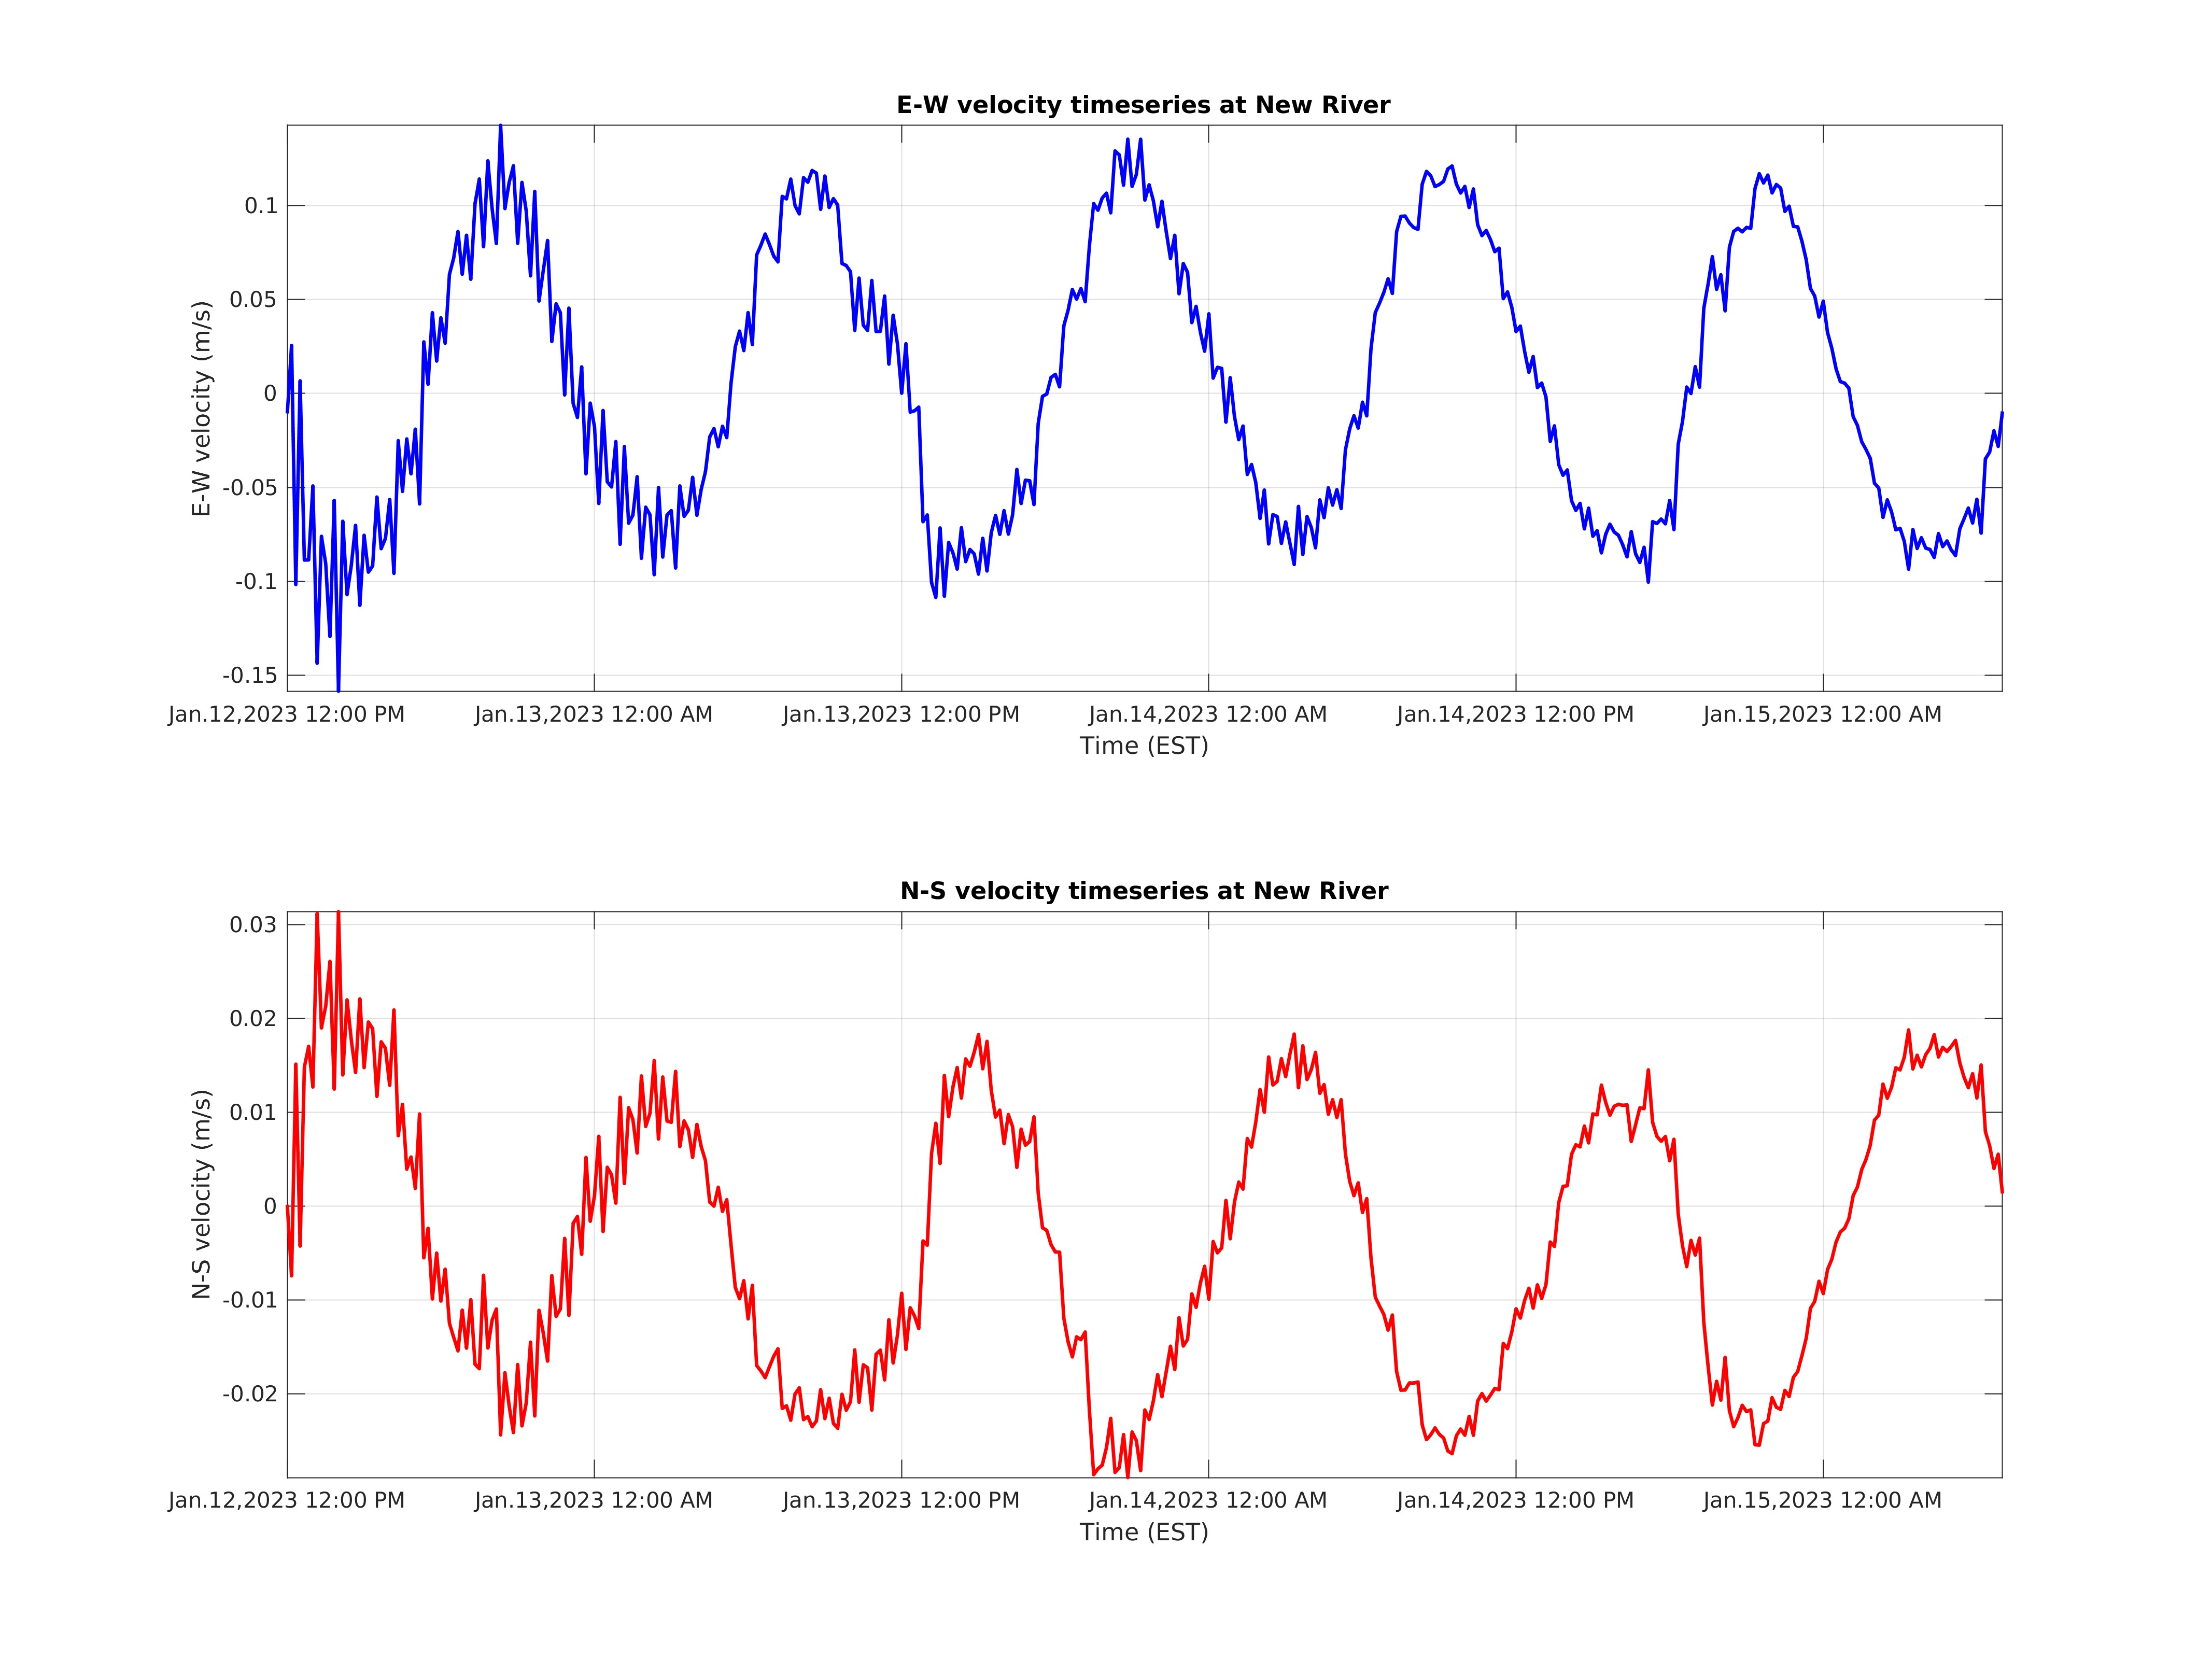 E-W velocity timeseries at New River
E-W velocity (m/s)
0.1
0.05
0
-0.05
-0.1
-0.15
Jan.12,2023 12:00 PM Jan.13,2023 12:00 AM Jan.13,2023 12:00 PM Jan.14,2023 12:00 AM Jan.14,2023 12:00 PM Jan.15,2023 12:00 AM
Time (EST)
N-S velocity timeseries at New River
N-S velocity (m/s)
0.03
0.02
0.01
0
-0.01
-0.02
Jan.12,2023 12:00 PM Jan.13,2023 12:00 AM Jan.13,2023 12:00 PM Jan.14,2023 12:00 AM Jan.14,2023 12:00 PM Jan.15,2023 12:00 AM
Time (EST)